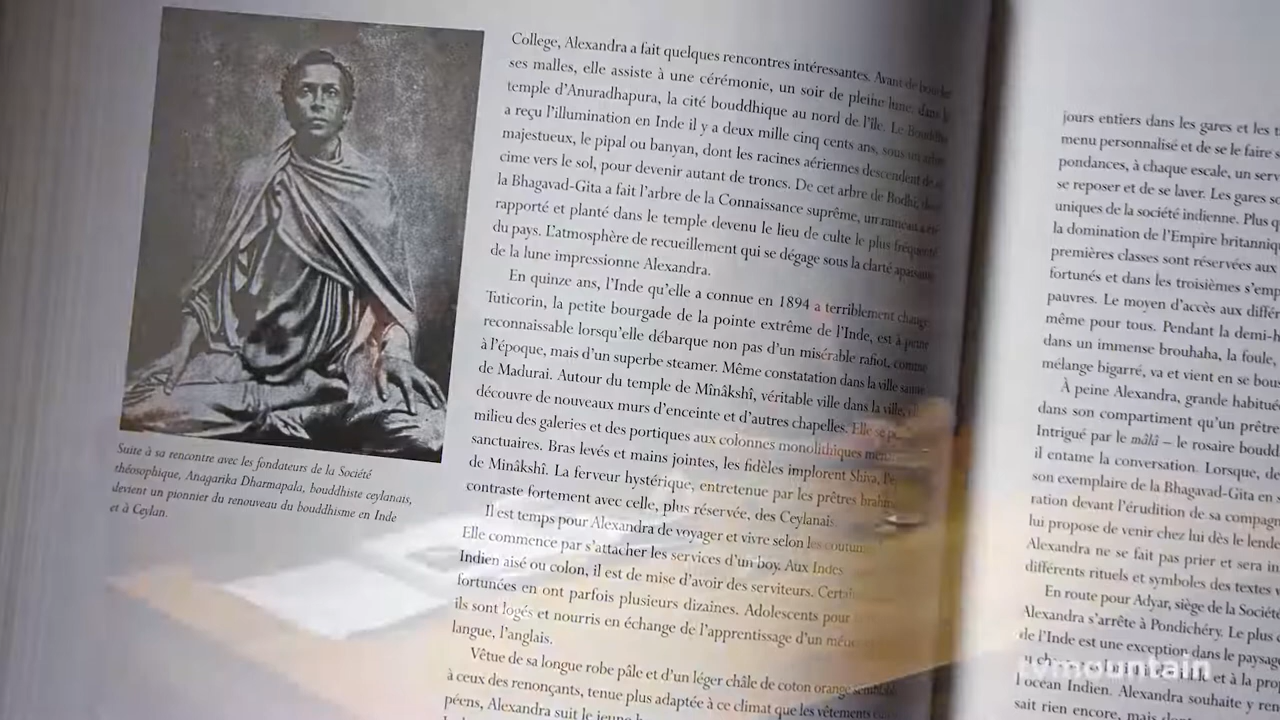 College, Alexandra a fait quelques rencontres intéressantes. Avant de boucler
ses malles, elle assiste à une cérémonie, un soir de pleine lune, dans le
temple d'Anuradhapura, la cité bouddhique au nord de l'île. Le Bouddha
a reçu l'illumination en Inde il y a deux mille cinq cents ans, sous un arbre
majestueux, le pipal ou banyan, dont les racines aériennes descendent de
cime vers le sol, pour devenir autant de troncs. De cet arbre de Bodhi,
la Bhagavad-Gita a fait l'arbre de la Connaissance suprême, un rameau a été
rapporté et planté dans le temple devenu le lieu de culte le plus fréquenté
du pays. L'atmosphère de recueillement qui se dégage sous la clarté apaisante
de la lune impressionne Alexandra.
En quinze ans, l'Inde qu'elle a connue en 1894 a terriblement changé
Tuticorin, la petite bourgade de la pointe extrême de l'Inde, est à peine
reconnaissable lorsqu'elle débarque non pas d'un misérable rafiot, comme
à l'époque, mais d'un superbe steamer. Même constatation dans la ville sainte
de Madurai. Autour du temple de Mînâkshî, véritable ville dans la ville,
découvre de nouveaux murs d'enceinte et d'autres chapelles. Elle se
milieu des galeries et des portiques aux colonnes monolithiques
sanctuaires. Bras levés et mains jointes, les fidèles implorent Shiva,
de Minâkshî. La ferveur hystérique, entretenue par les prêtres
contraste fortement avec celle, plus réservée, des Ceylanais.
Il est temps pour Alexandra de voyager et vivre selon les
Elle commence par s'attacher les services d'un boy. Aux Indes
Indien aisé ou colon, il est de mise d'avoir des serviteurs.
fortunées en ont parfois plusieurs dizaines. Adolescents pour
ils sont logés et nourris en échange de l'apprentissage d'un
langue, l'anglais.
Vêtue de sa longue robe pâle et d'un léger châle de coton orange semblable
à ceux des renonçants, tenue plus adaptée à ce climat que les vêtements
péens, Alexandra suit le jeune
Suite à sa rencontre avec les fondateurs de la Société
théosophique, Anagarika Dharmapala, bouddhiste ceylanais,
devient un pionnier du renouveau du bouddhisme en Inde
et à Ceylan.
jours entiers dans les gares et les
menu personnalisé et de se le faire
pondances, à chaque escale, un
se reposer et de se laver. Les gares
uniques de la société indienne. Plus
la domination de l'Empire
premières classes sont réservées aux
fortunés et dans les troisièmes
pauvres. Le moyen d'accès aux
même pour tous. Pendant la
dans un immense brouhaha, la foule,
mélange bigarré, va et vient en se
À peine Alexandra, grande
dans son compartiment qu'un prêtre
Intrigué par le mâlâ – le rosaire
il entame la conversation. Lorsque,
son exemplaire de la Bhagavad-Gita en
ration devant l'érudition de sa
lui propose de venir chez lui dès le
Alexandra ne se fait pas prier et sera
différents rituels et symboles des textes
En route pour Adyar, siège de la
Alexandra s'arrête à Pondichéry. Le plus
de l'Inde est une exception dans le
et à la
l'océan Indien. Alexandra souhaite y
sait rien encore, mais
tvmountain